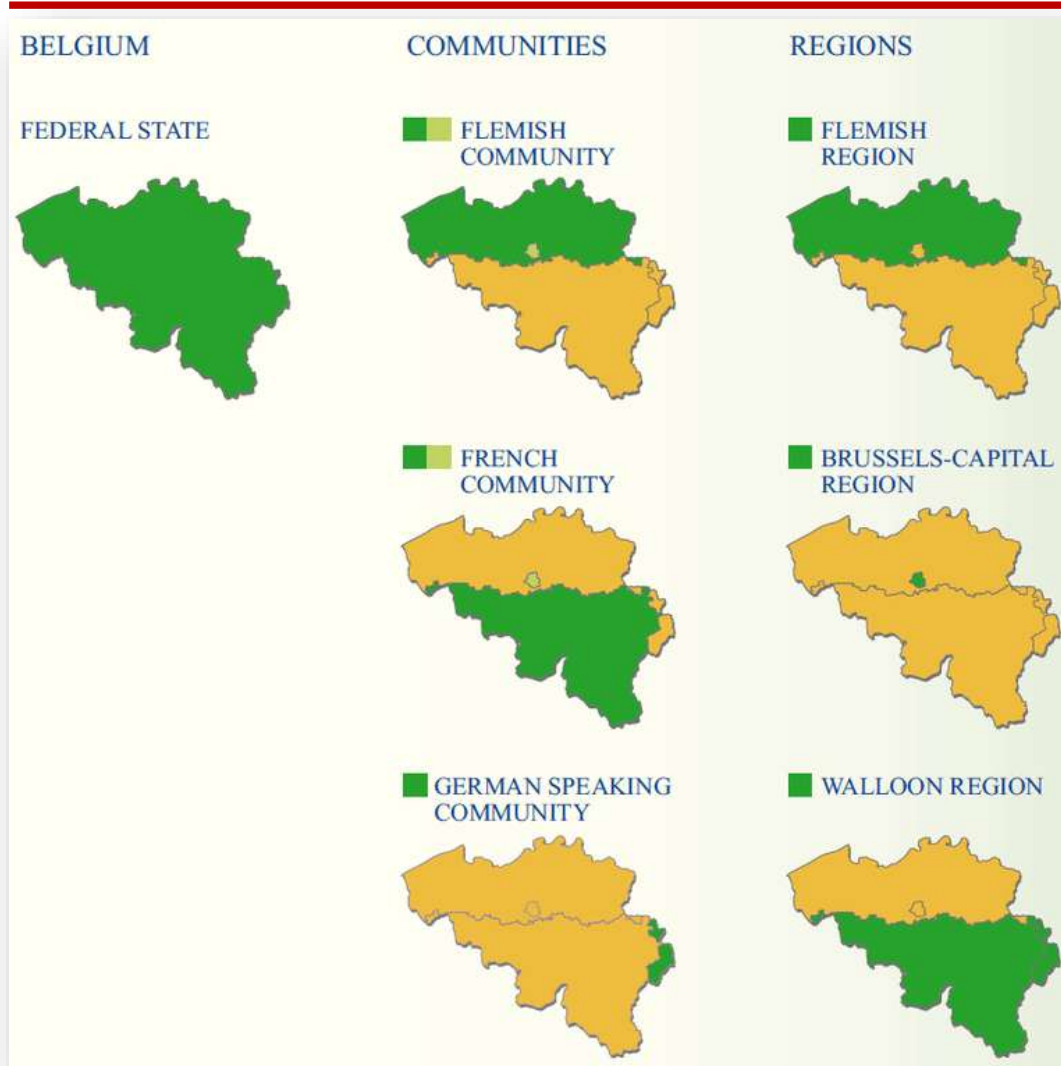 BELGIUM
COMMUNITIES
REGIONS
FEDERAL STATE
FLEMISH
COMMUNITY
FLEMISH
REGION
FRENCH
COMMUNITY
BRUSSELS-CAPITAL
REGION
GERMAN SPEAKING
COMMUNITY
WALLOON REGION